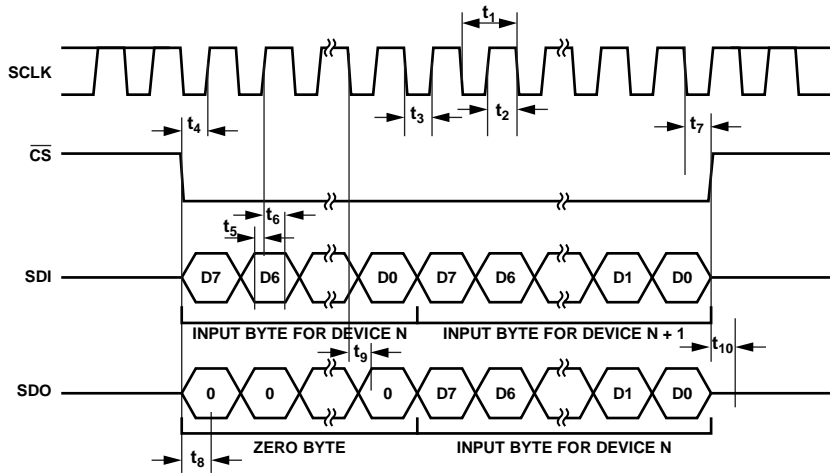 t1
SCLK
t4
t3
t2
t7
CS
t6
t5
SDI
D7
D6
D0
D7
D6
D1
D0
INPUT BYTE FOR DEVICE N
INPUT BYTE FOR DEVICE N + 1
t9
t10
SDO
0
0
0
D7
D6
D1
D0
ZERO BYTE
INPUT BYTE FOR DEVICE N
t8